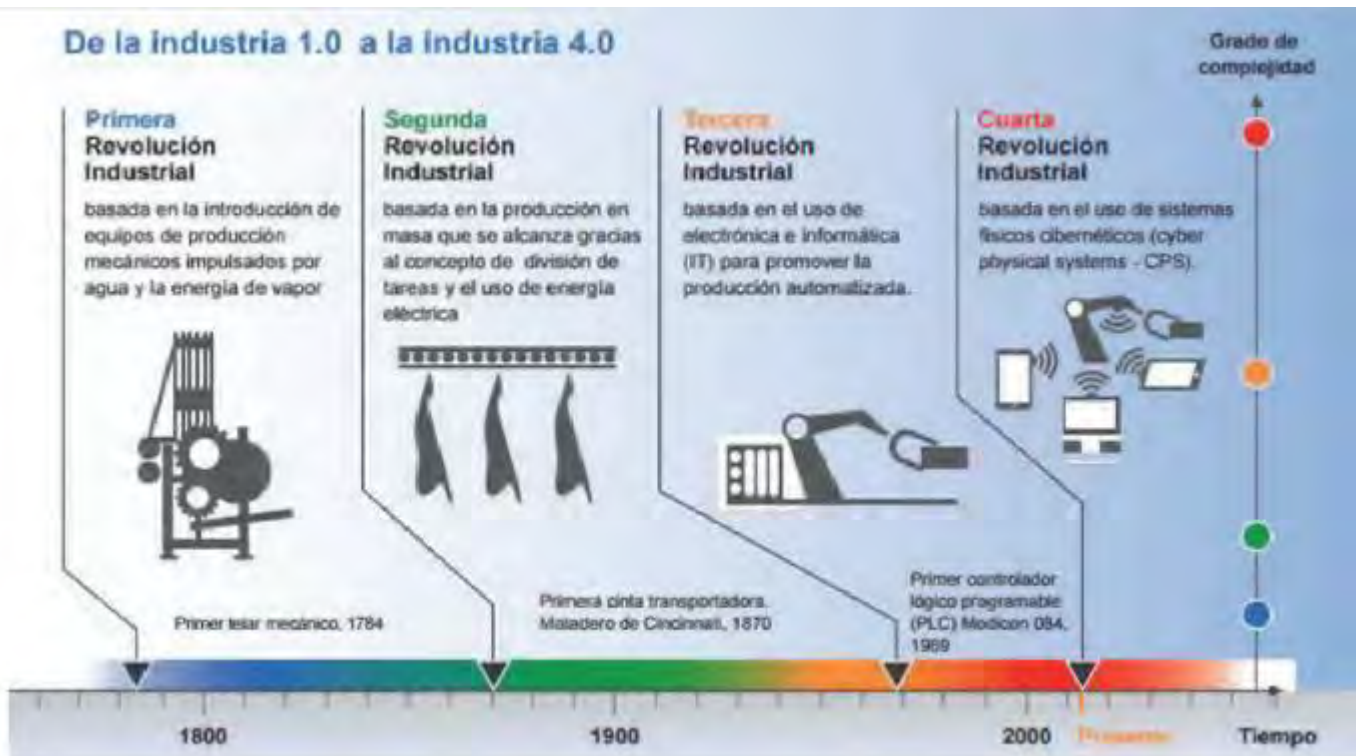 De la industria 1.0 a la industria 4.0
Grado de
complejidad
Primera
Revolución
Industrial
basada en la introducción de
equipos de producción
mecánicos impulsados por
agua y la energía de vapor
Segunda
Revolución
Industrial
basada en la producción en
masa que se alcanza gracias
al concepto de división de
tareas y el uso de energía
eléctrica
Tercera
Revolución
Industrial
basada en el uso de
electrónica e informática
(IT) para promover la
producción automatizada.
Cuarta
Revolución
Industrial
basada en el uso de sistemas
físicos cibernéticos (cyber
physical systems - CPS).
Primer telar mecánico, 1784
Primera cinta transportadora.
Matadero de Cincinnati, 1870
Primer controlador
lógico programable
(PLC) Modicon 084,
1969
1800
1900
2000
Presente
Tiempo